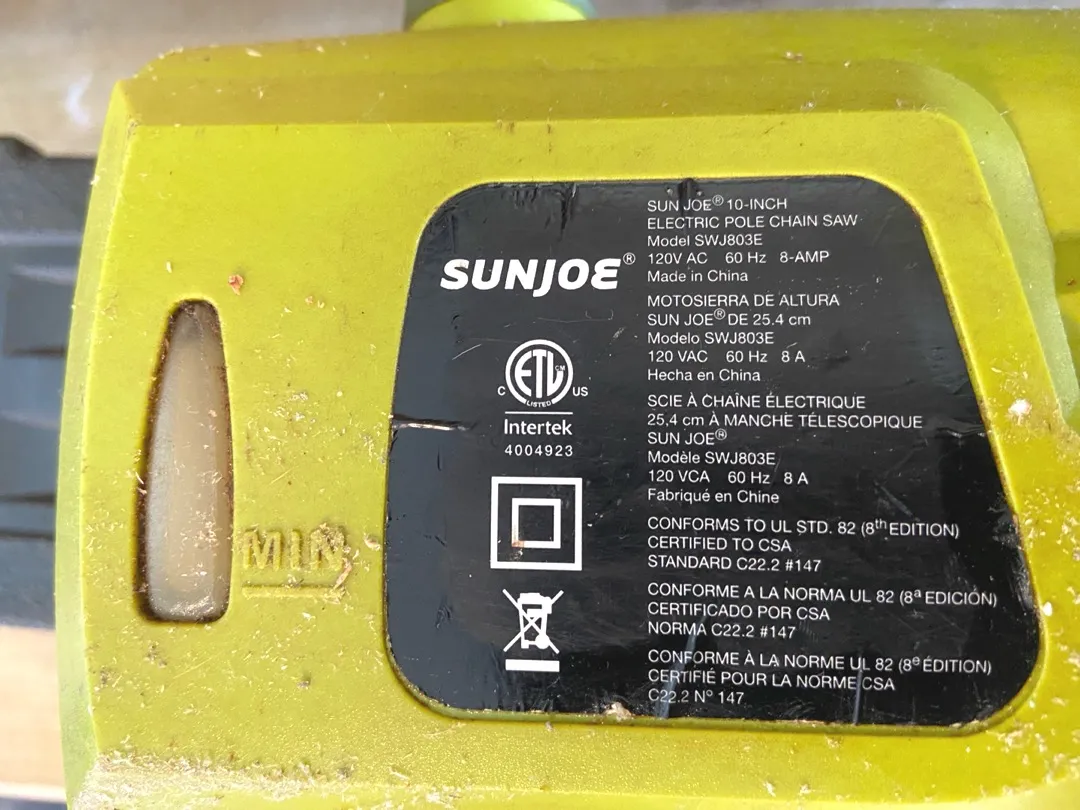 SUNJOE®
C ETL CM LISTED US
Intertek
4004923
SUN JOE® 10-INCH
ELECTRIC POLE CHAIN SAW
Model SWJ803E
120V AC 60 Hz 8-AMP
Made in China
MOTOSIERRA DE ALTURA
SUN JOE® DE 25.4 cm
Modelo SWJ803E
120 VAC 60 Hz 8 A
Hecha en China
SCIE À CHAÎNE ÉLECTRIQUE
25,4 cm À MANCHE TÉLESCOPIQUE
SUN JOE®
Modèle SWJ803E
120 VCA 60 Hz 8 A
Fabriqué en Chine
CONFORMS TO UL STD. 82 (8th EDITION)
CERTIFIED TO CSA
STANDARD C22.2 #147
CONFORME A LA NORMA UL 82 (8ª EDICIÓN)
CERTIFICADO POR CSA
NORMA C22.2 #147
CONFORME À LA NORME UL 82 (8e ÉDITION)
CERTIFIÉ POUR LA NORME CSA
C22.2 Nº 147
MIN